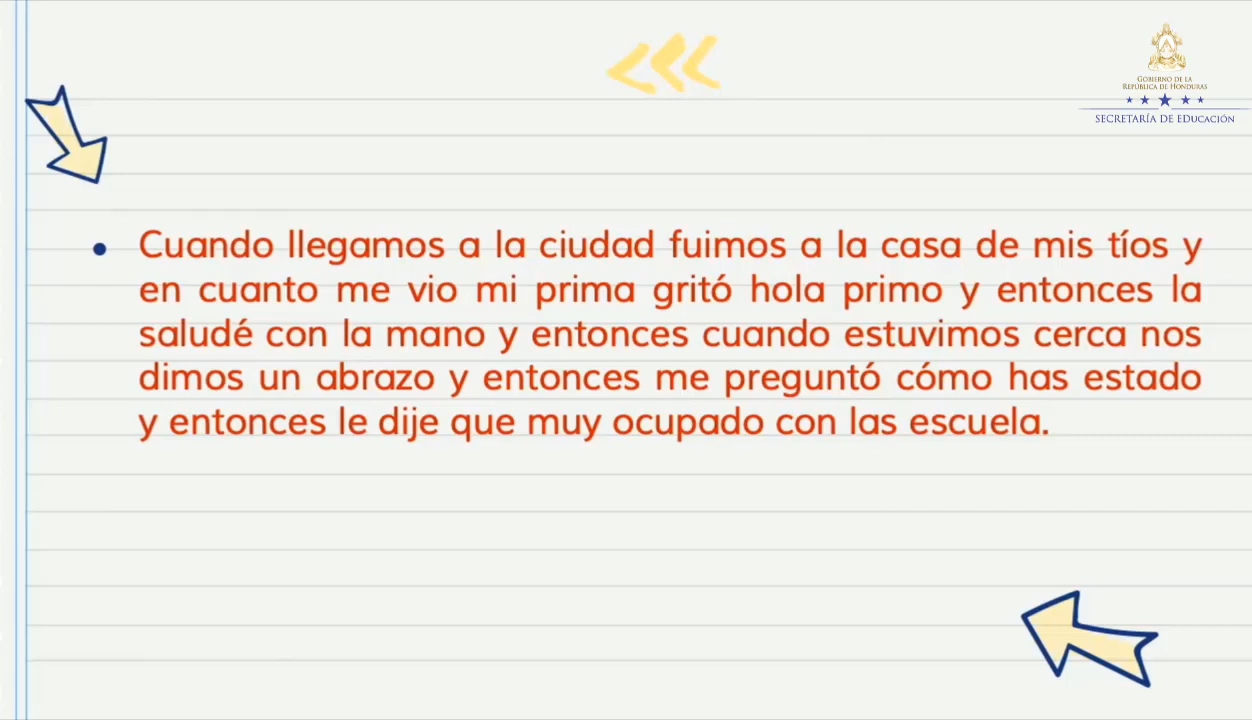 GOBIERNO DE LA
REPÚBLICA DE HONDURAS
SECRETARÍA DE EDUCACIÓN
• Cuando llegamos a la ciudad fuimos a la casa de mis tíos y
en cuanto me vio mi prima gritó hola primo y entonces la
saludé con la mano y entonces cuando estuvimos cerca nos
dimos un abrazo y entonces me preguntó cómo has estado
y entonces le dije que muy ocupado con las escuela.